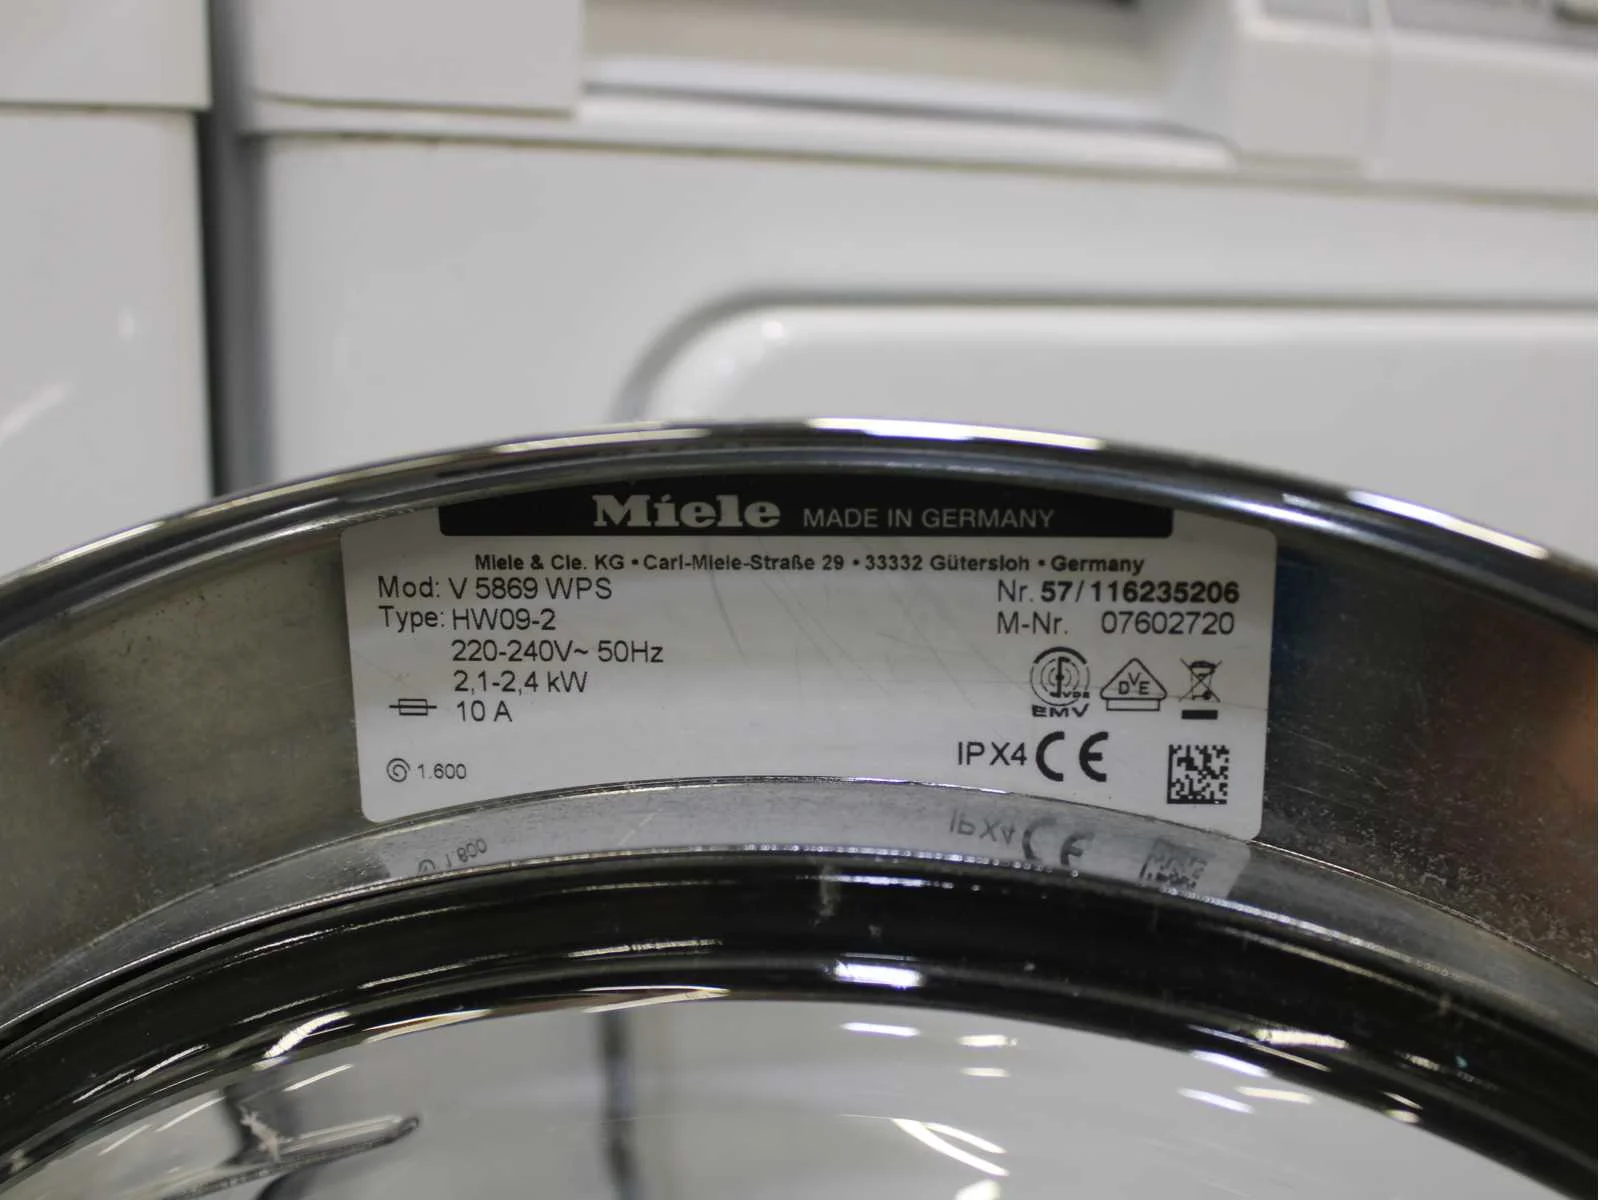 Miele MADE IN GERMANY
Miele & Cie. KG • Carl-Miele-Straße 29 • 33332 Gütersloh • Germany
Mod: V 5869 WPS
Nr. 57/116235206
Type: HW09-2
M-Nr. 07602720
220-240V~ 50Hz
2,1-2,4 kW
10 A
VDE
EMV
DVE
1.600
IPX4 CE